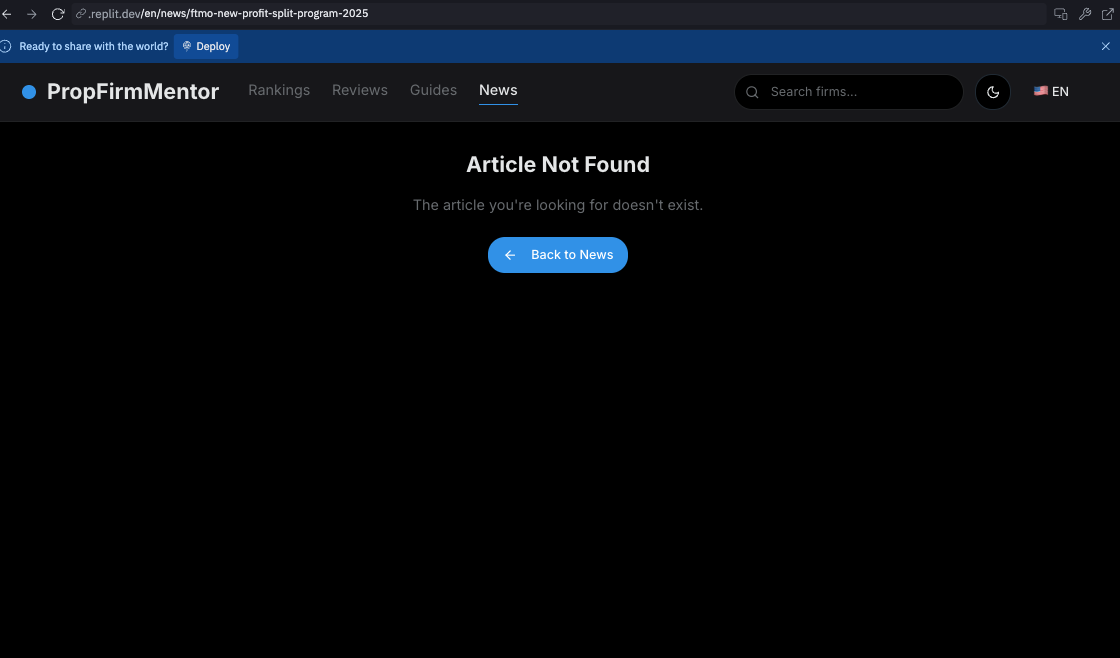 .replit.dev/en/news/ftmo-new-profit-split-program-2025
Ready to share with the world? Deploy
PropFirmMentor Rankings Reviews Guides News Search firms... EN
Article Not Found
The article you're looking for doesn't exist.
Back to News